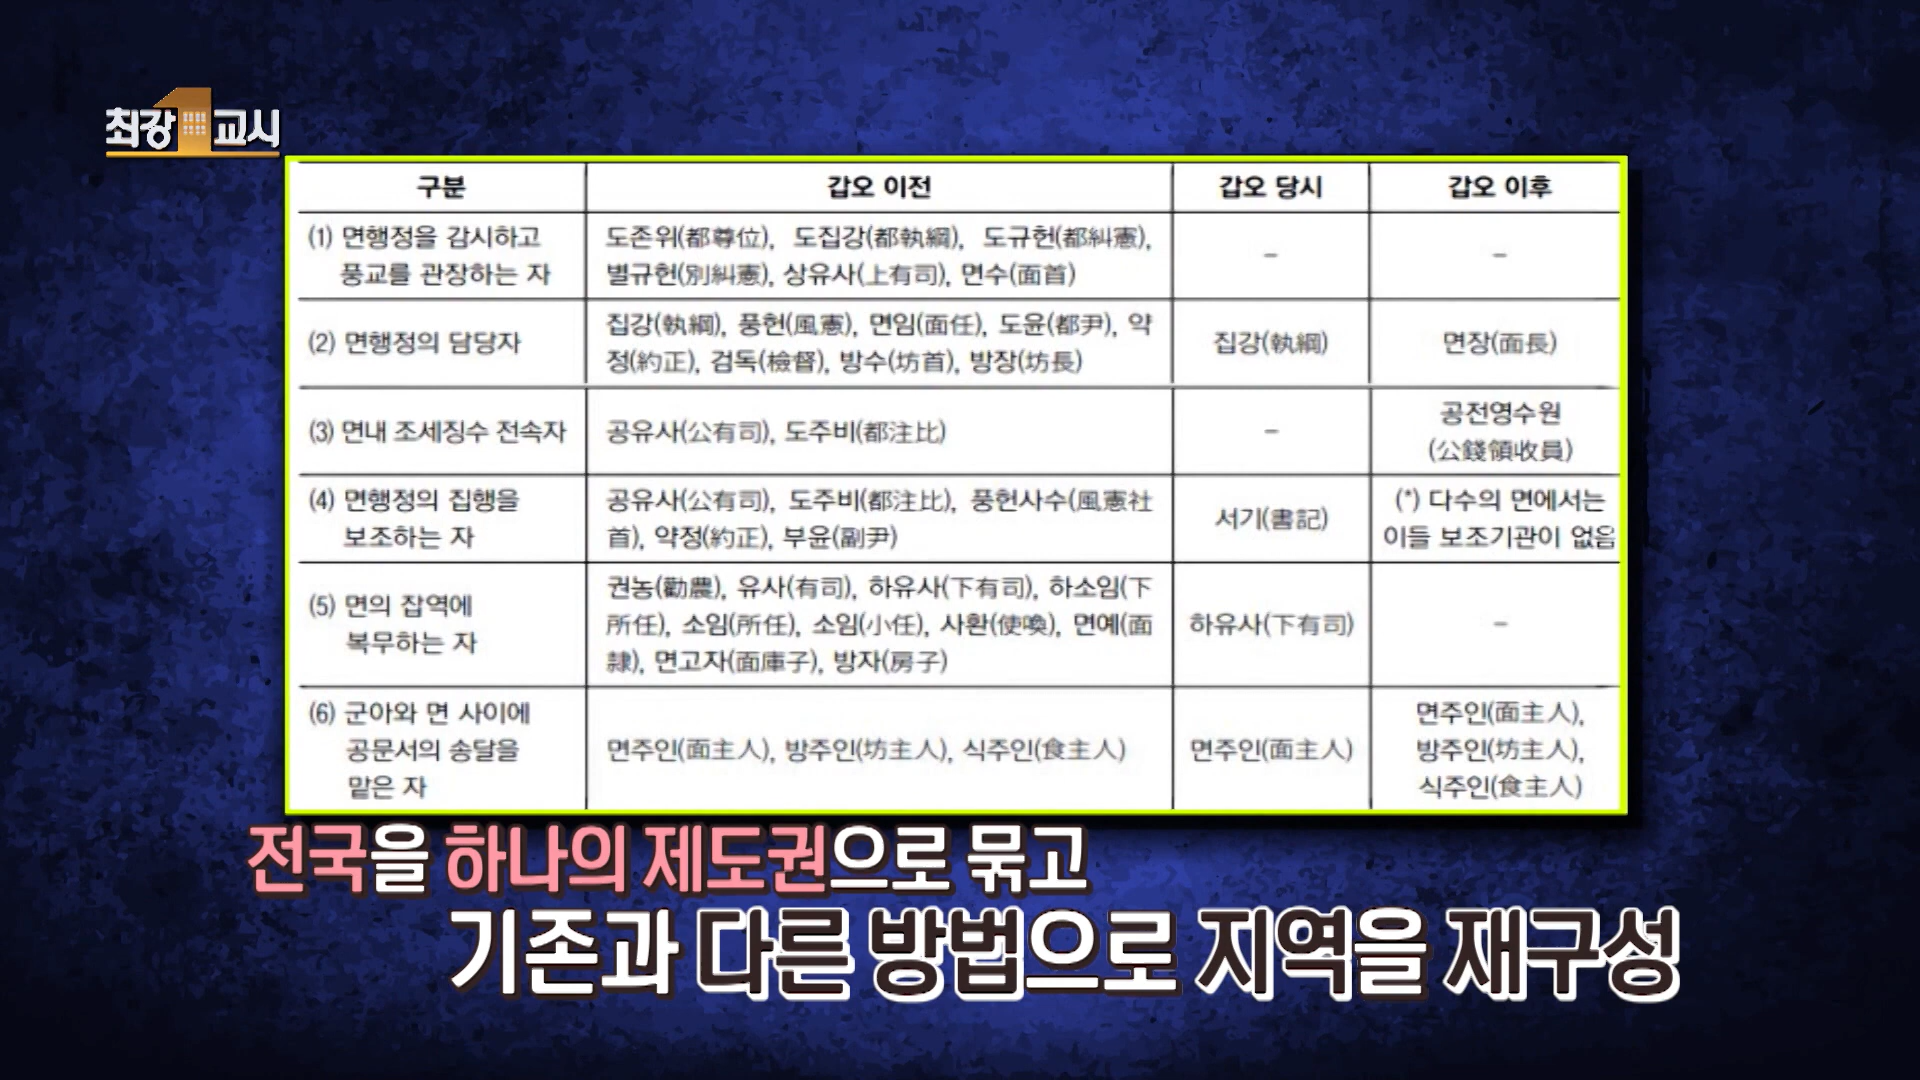 최강1교시
구분 갑오 이전 갑오 당시 갑오 이후
(1) 면행정을 감시하고
풍교를 관장하는 자
도존위(都尊位), 도집강(都執綱), 도규헌(都糾憲),
별규헌(別糾憲), 상유사(上有司), 면수(面首)
–
–
(2) 면행정의 담당자
집강(執綱), 풍헌(風憲), 면임(面任), 도윤(都尹), 약
정(約正), 검독(檢督), 방수(坊首), 방장(坊長)
집강(執綱)
면장(面長)
(3) 면내 조세징수 전속자
공유사(公有司), 도주비(都注比)
–
공전영수원
(公錢領收員)
(4) 면행정의 집행을
보조하는 자
공유사(公有司), 도주비(都注比), 풍헌사수(風憲社
首), 약정(約正), 부윤(副尹)
서기(書記)
(*) 다수의 면에서는
이들 보조기관이 없음
(5) 면의 잡역에
복무하는 자
권농(勸農), 유사(有司), 하유사(下有司), 하소임(下
所任), 소임(所任), 소임(小任), 사환(使喚), 면예(面
隷), 면고자(面庫子), 방자(房子)
하유사(下有司)
–
(6) 군아와 면 사이에
공문서의 송달을
맡은 자
면주인(面主人), 방주인(坊主人), 식주인(食主人)
면주인(面主人)
면주인(面主人),
방주인(坊主人),
식주인(食主人)
전국을 하나의 제도권으로 묶고
기존과 다른 방법으로 지역을 재구성